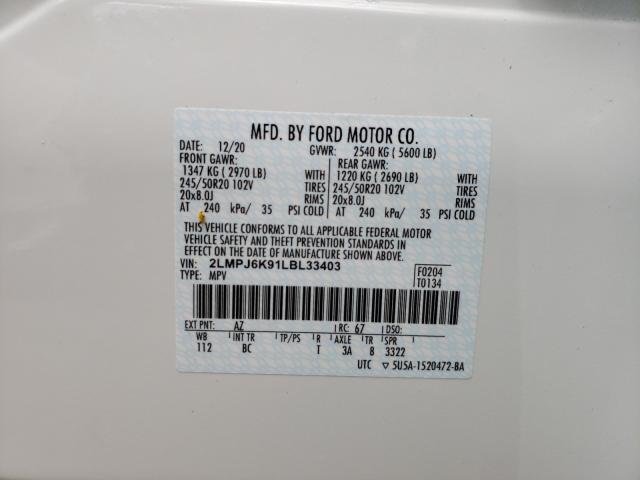 MFD. BY FORD MOTOR CO.
DATE: 12/20 GVWR: 2540 KG ( 5600 LB)
FRONT GAWR: REAR GAWR:
1347 KG ( 2970 LB) WITH 1220 KG ( 2690 LB) WITH
245/50R20 102V TIRES 245/50R20 102V TIRES
20x8.0J RIMS 20x8.0J RIMS
AT 240 kPa/ 35 PSI COLD AT 240 kPa/ 35 PSI COLD
THIS VEHICLE CONFORMS TO ALL APPLICABLE FEDERAL MOTOR
VEHICLE SAFETY AND THEFT PREVENTION STANDARDS IN
EFFECT ON THE DATE OF MANUFACTURE SHOWN ABOVE.
VIN: 2LMPJ6K91LBL33403 F0204
TYPE: MPV T0134
EXT PNT: AZ RC: 67 DSO:
WB INT TR TP/PS R AXLE TR SPR
112 BC T 3A 8 3322
UTC ▽ 5U5A-1520472-BA